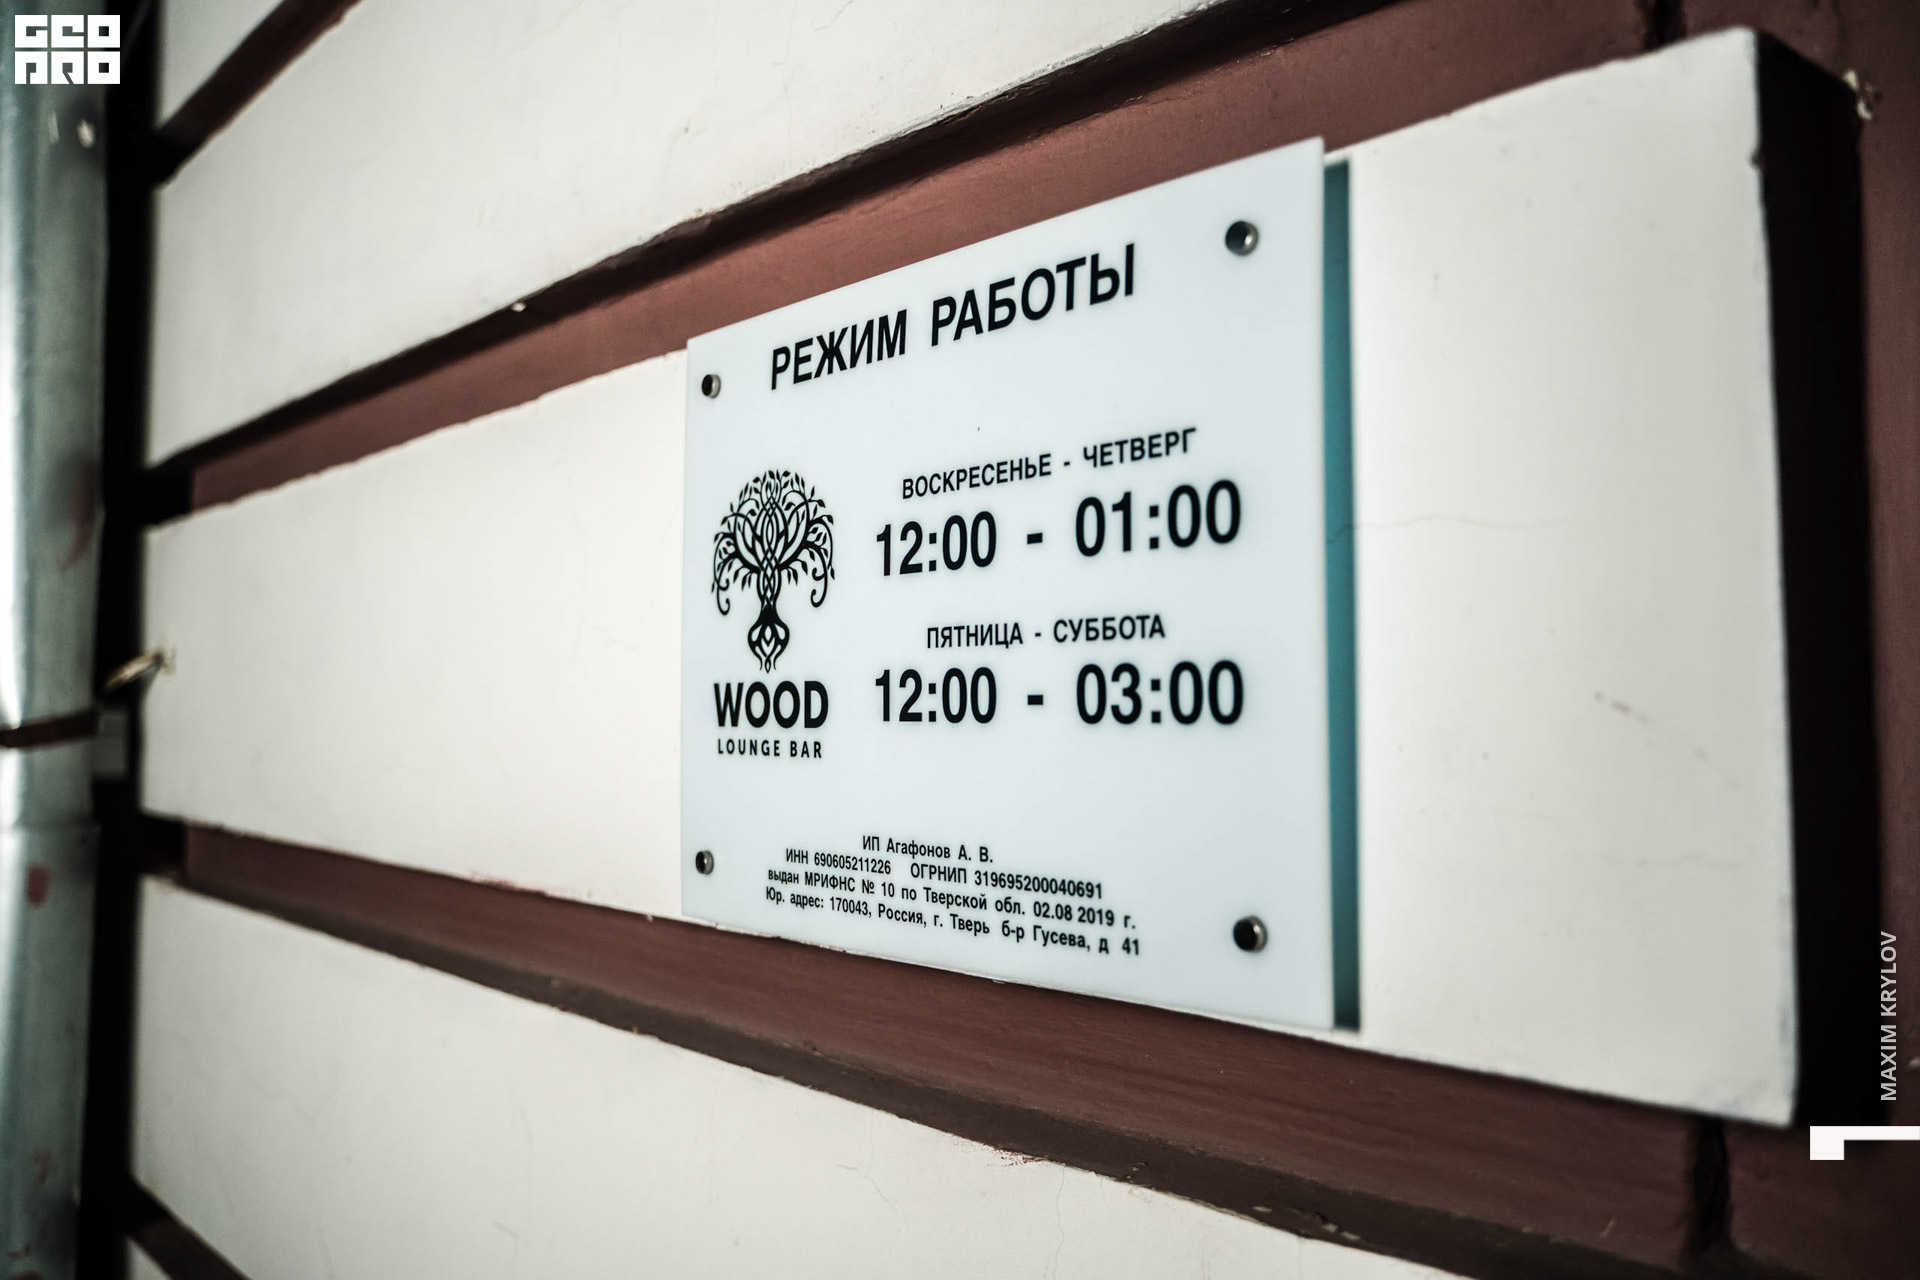 GEO
PRO
РЕЖИМ РАБОТЫ
ВОСКРЕСЕНЬЕ - ЧЕТВЕРГ
12:00 - 01:00
ПЯТНИЦА - СУББОТА
12:00 - 03:00
WOOD
LOUNGE BAR
ИП Агафонов А. В.
ИНН 690605211226 ОГРНИП 319695200040691
выдан МРИФНС № 10 по Тверской обл. 02.08 2019 г.
Юр. адрес: 170043, Россия, г. Тверь б-р Гусева, д 41
MAXIM KRYLOV